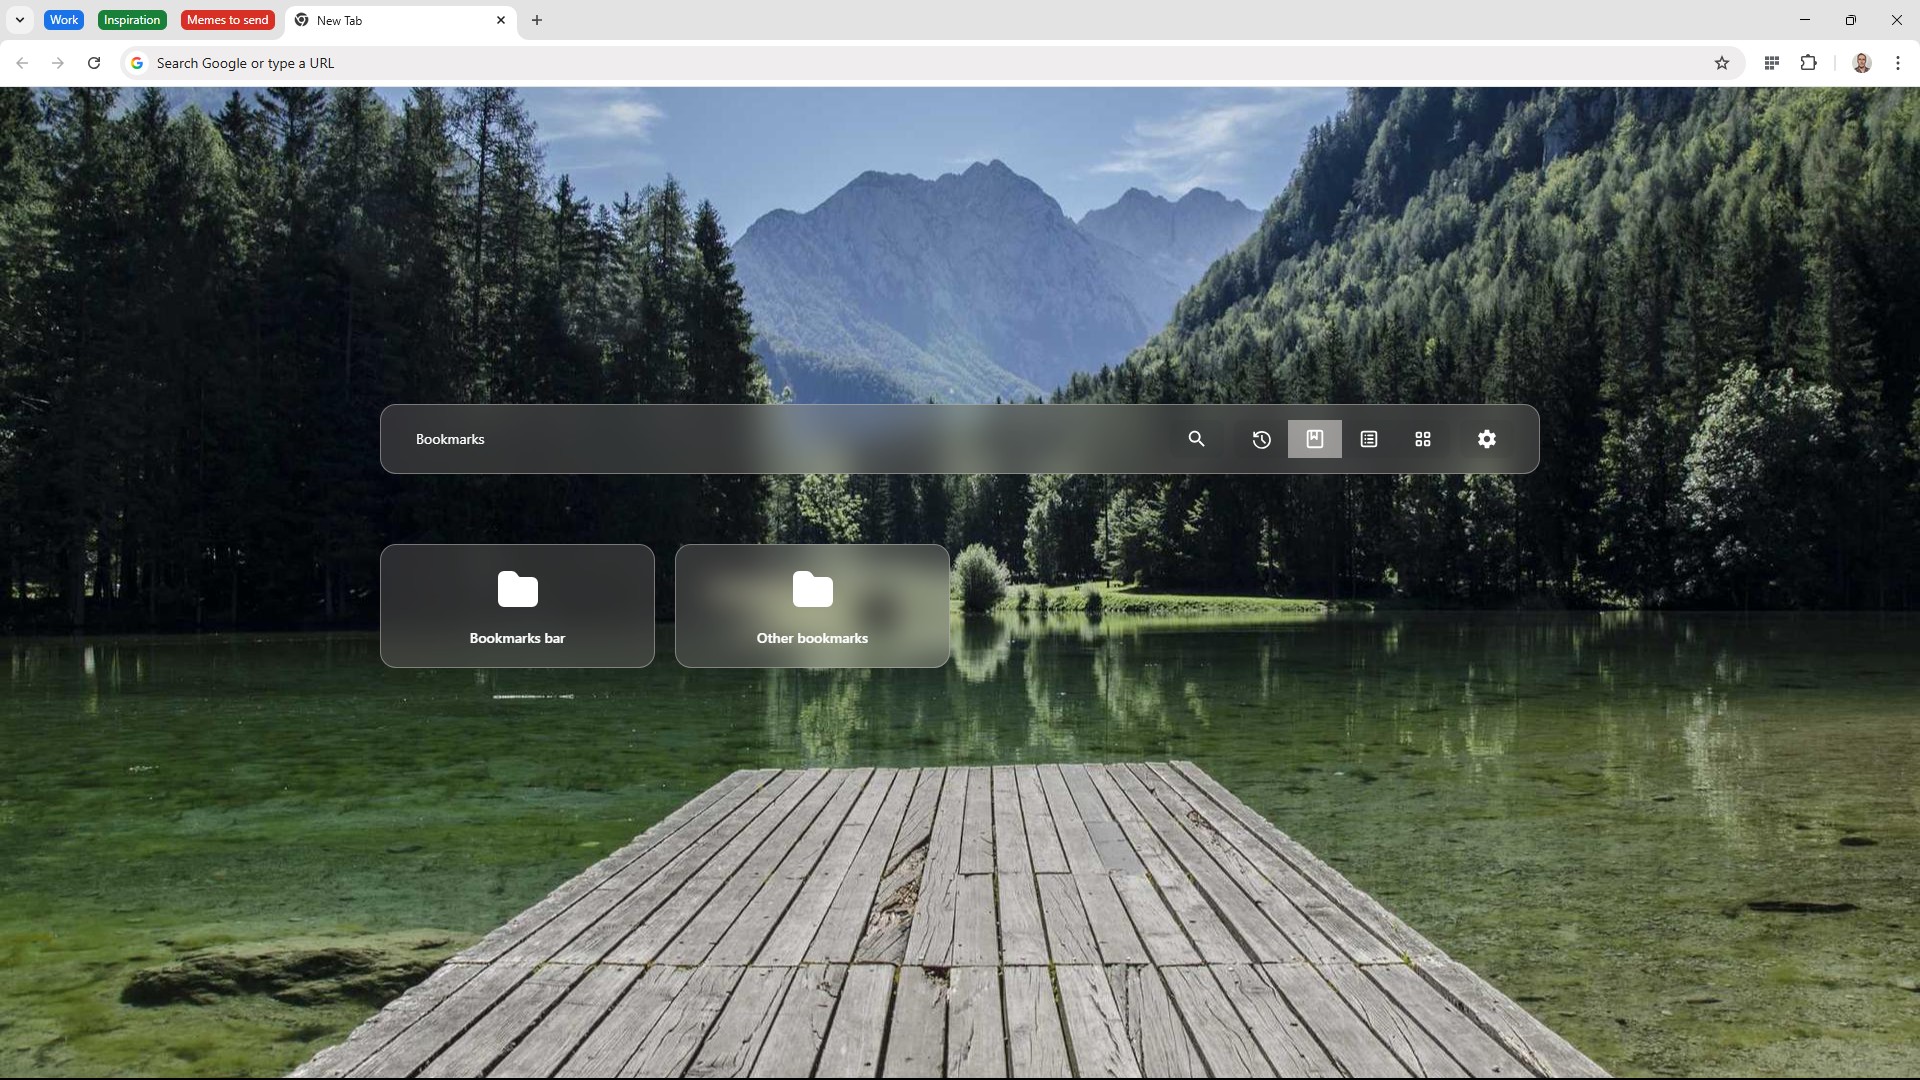 Work
Inspiration
Memes to send
New Tab
Search Google or type a URL
Bookmarks
Bookmarks bar
Other bookmarks